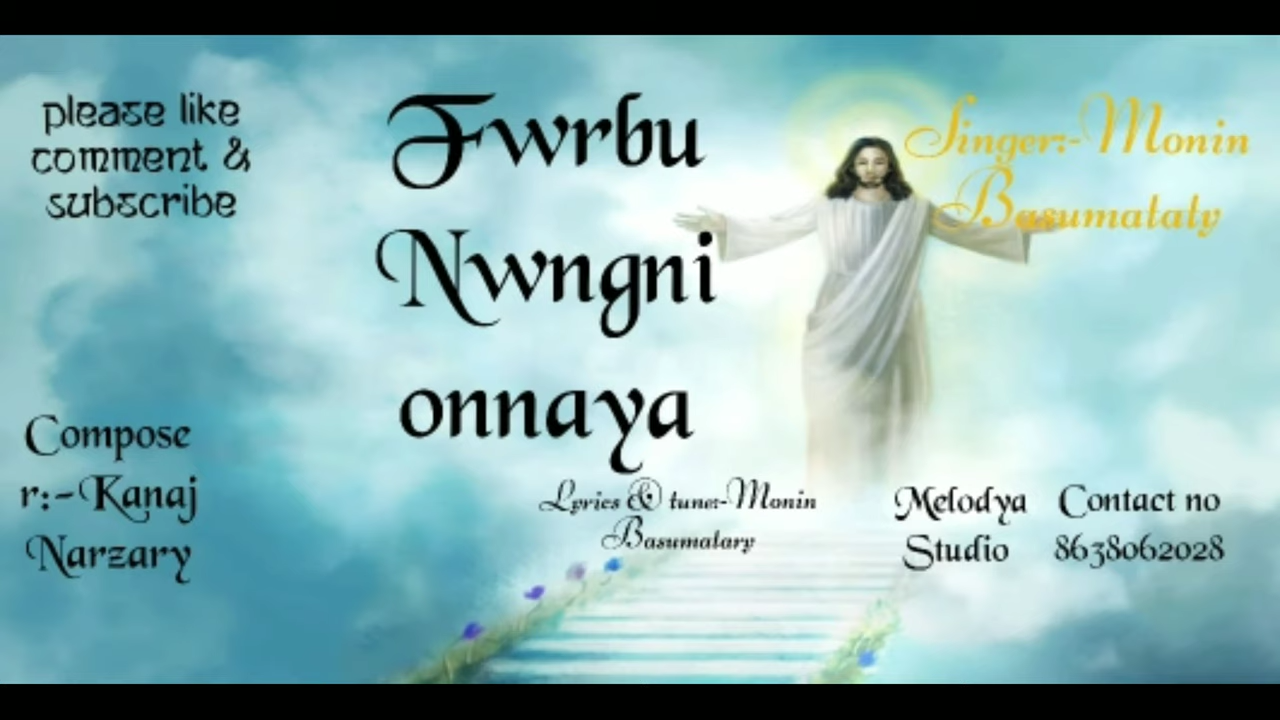 please like
comment &
subscribe
Fwrbu
Nwngni
onnaya
Singer:-Monin
Basumataty
Compose
r:-Kanaj
Narzary
Lyrics & tune:-Monin
Basumatary
Melodya
Studio
Contact no
8638062028